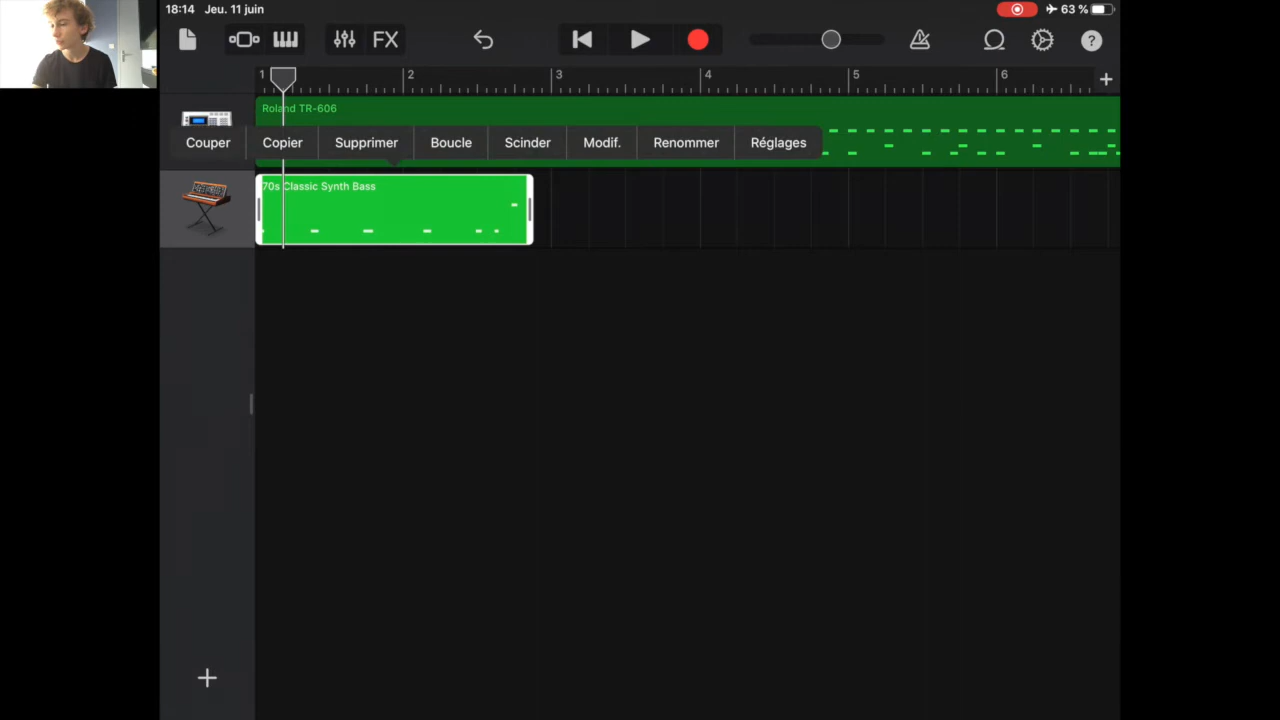 18:14 Jeu. 11 juin 63 %
FX ?
1 2 3 4 5 6 +
Roland TR-606
Couper Copier Supprimer Boucle Scinder Modif. Renommer Réglages
70s Classic Synth Bass
+